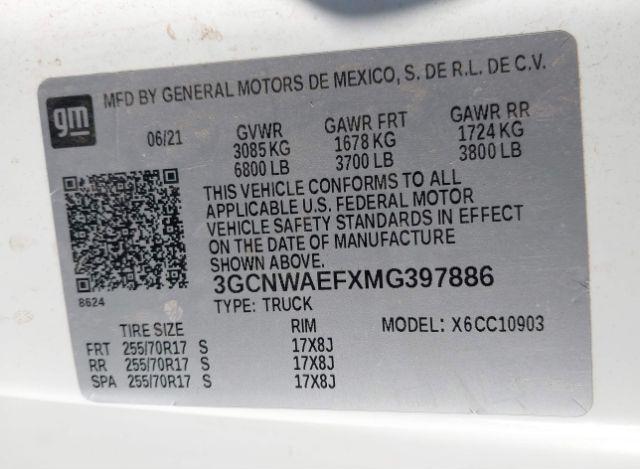 MFD BY GENERAL MOTORS DE MEXICO, S. DE R.L. DE C.V.
gm
06/21 GVWR GAWR FRT GAWR RR
3085 KG 1678 KG 1724 KG
6800 LB 3700 LB 3800 LB
THIS VEHICLE CONFORMS TO ALL
APPLICABLE U.S. FEDERAL MOTOR
VEHICLE SAFETY STANDARDS IN EFFECT
ON THE DATE OF MANUFACTURE
SHOWN ABOVE.
8624
3GCNWAEFXMG397886
TYPE: TRUCK
TIRE SIZE RIM MODEL: X6CC10903
FRT 255/70R17 S 17X8J
RR 255/70R17 S 17X8J
SPA 255/70R17 S 17X8J